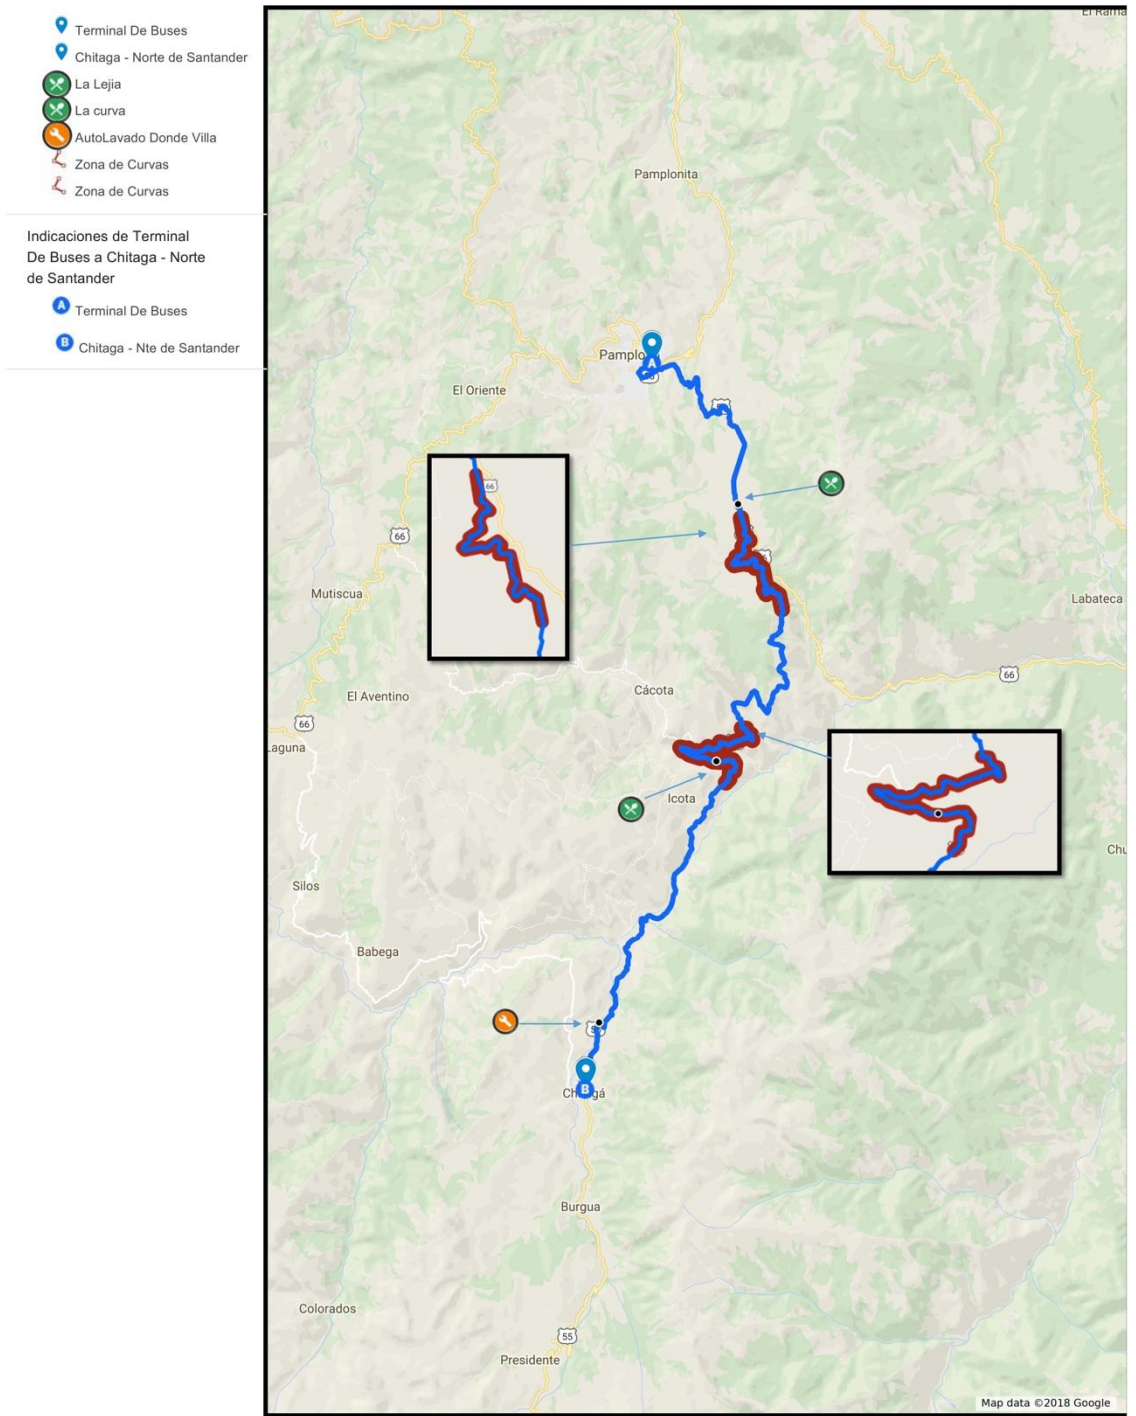 Terminal De Buses
Chitaga - Norte de Santander
La Lejia
La curva
AutoLavado Donde Villa
Zona de Curvas
Zona de Curvas
Indicaciones de Terminal
De Buses a Chitaga - Norte
de Santander
A Terminal De Buses
B Chitaga - Nte de Santander
Pamplonita
A
El Oriente
66
66
Mutiscua
Labateca
66
Cácota
El Aventino
66
Laguna
Icota
Silos
Babega
B
Burgua
Colorados
55
Presidente
Map data ©2018 Google